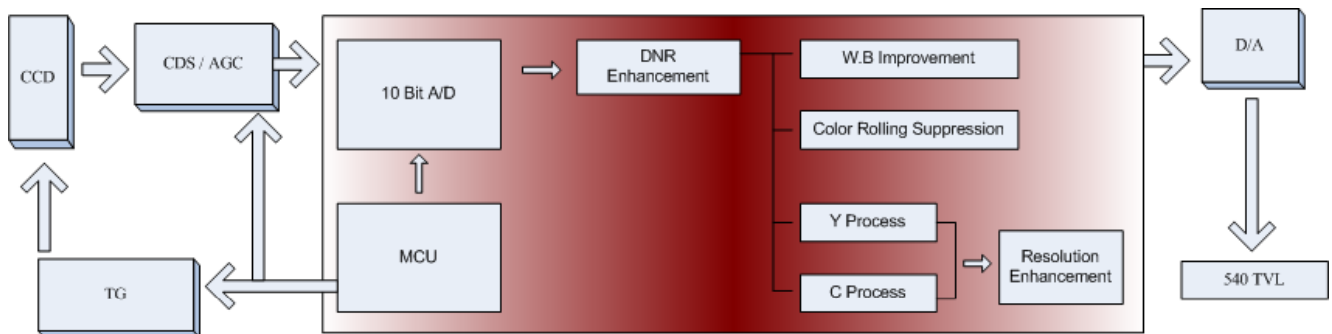 CCD
CDS / AGC
10 Bit A/D
DNR
Enhancement
W.B Improvement
Color Rolling Suppression
Y Process
C Process
Resolution
Enhancement
MCU
TG
D/A
540 TVL